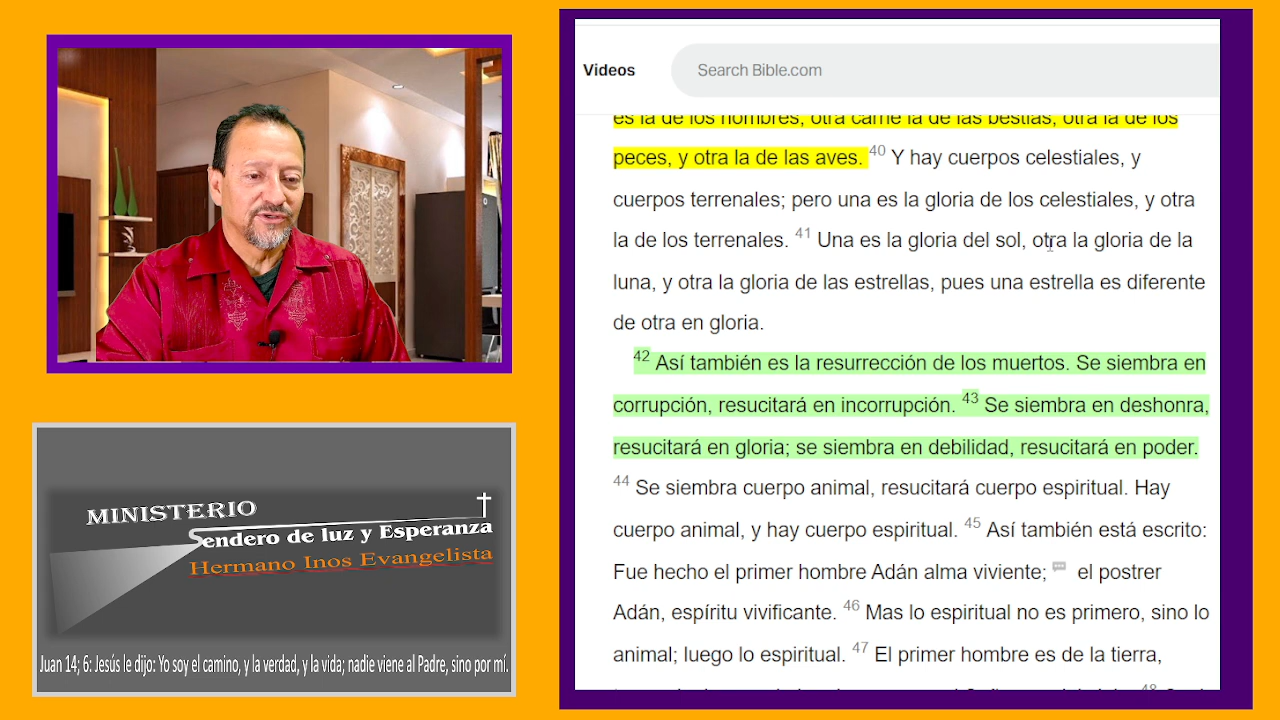 Videos
Search Bible.com
es la de los hombres, otra carne la de las bestias, otra la de los
peces, y otra la de las aves. 40 Y hay cuerpos celestiales, y
cuerpos terrenales; pero una es la gloria de los celestiales, y otra
la de los terrenales. 41 Una es la gloria del sol, otra la gloria de la
luna, y otra la gloria de las estrellas, pues una estrella es diferente
de otra en gloria.
42 Así también es la resurrección de los muertos. Se siembra en
corrupción, resucitará en incorrupción. 43 Se siembra en deshonra,
resucitará en gloria; se siembra en debilidad, resucitará en poder.
44 Se siembra cuerpo animal, resucitará cuerpo espiritual. Hay
cuerpo animal, y hay cuerpo espiritual. 45 Así también está escrito:
Fue hecho el primer hombre Adán alma viviente; el postrer
Adán, espíritu vivificante. 46 Mas lo espiritual no es primero, sino lo
animal; luego lo espiritual. 47 El primer hombre es de la tierra,
48
MINISTERIO
Sendero de luz y Esperanza
Hermano Inos Evangelista
Juan 14; 6: Jesús le dijo: Yo soy el camino, y la verdad, y la vida; nadie viene al Padre, sino por mí.